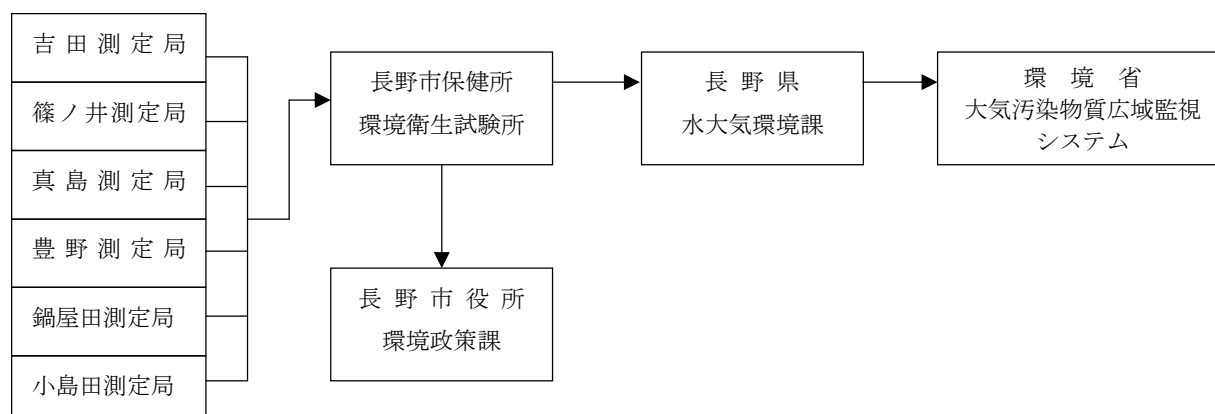 吉田測定局
篠ノ井測定局
真島測定局
豊野測定局
鍋屋田測定局
小島田測定局
長野市保健所
環境衛生試験所
長野県
水大気環境課
環境省
大気汚染物質広域監視
システム
長野市役所
環境政策課